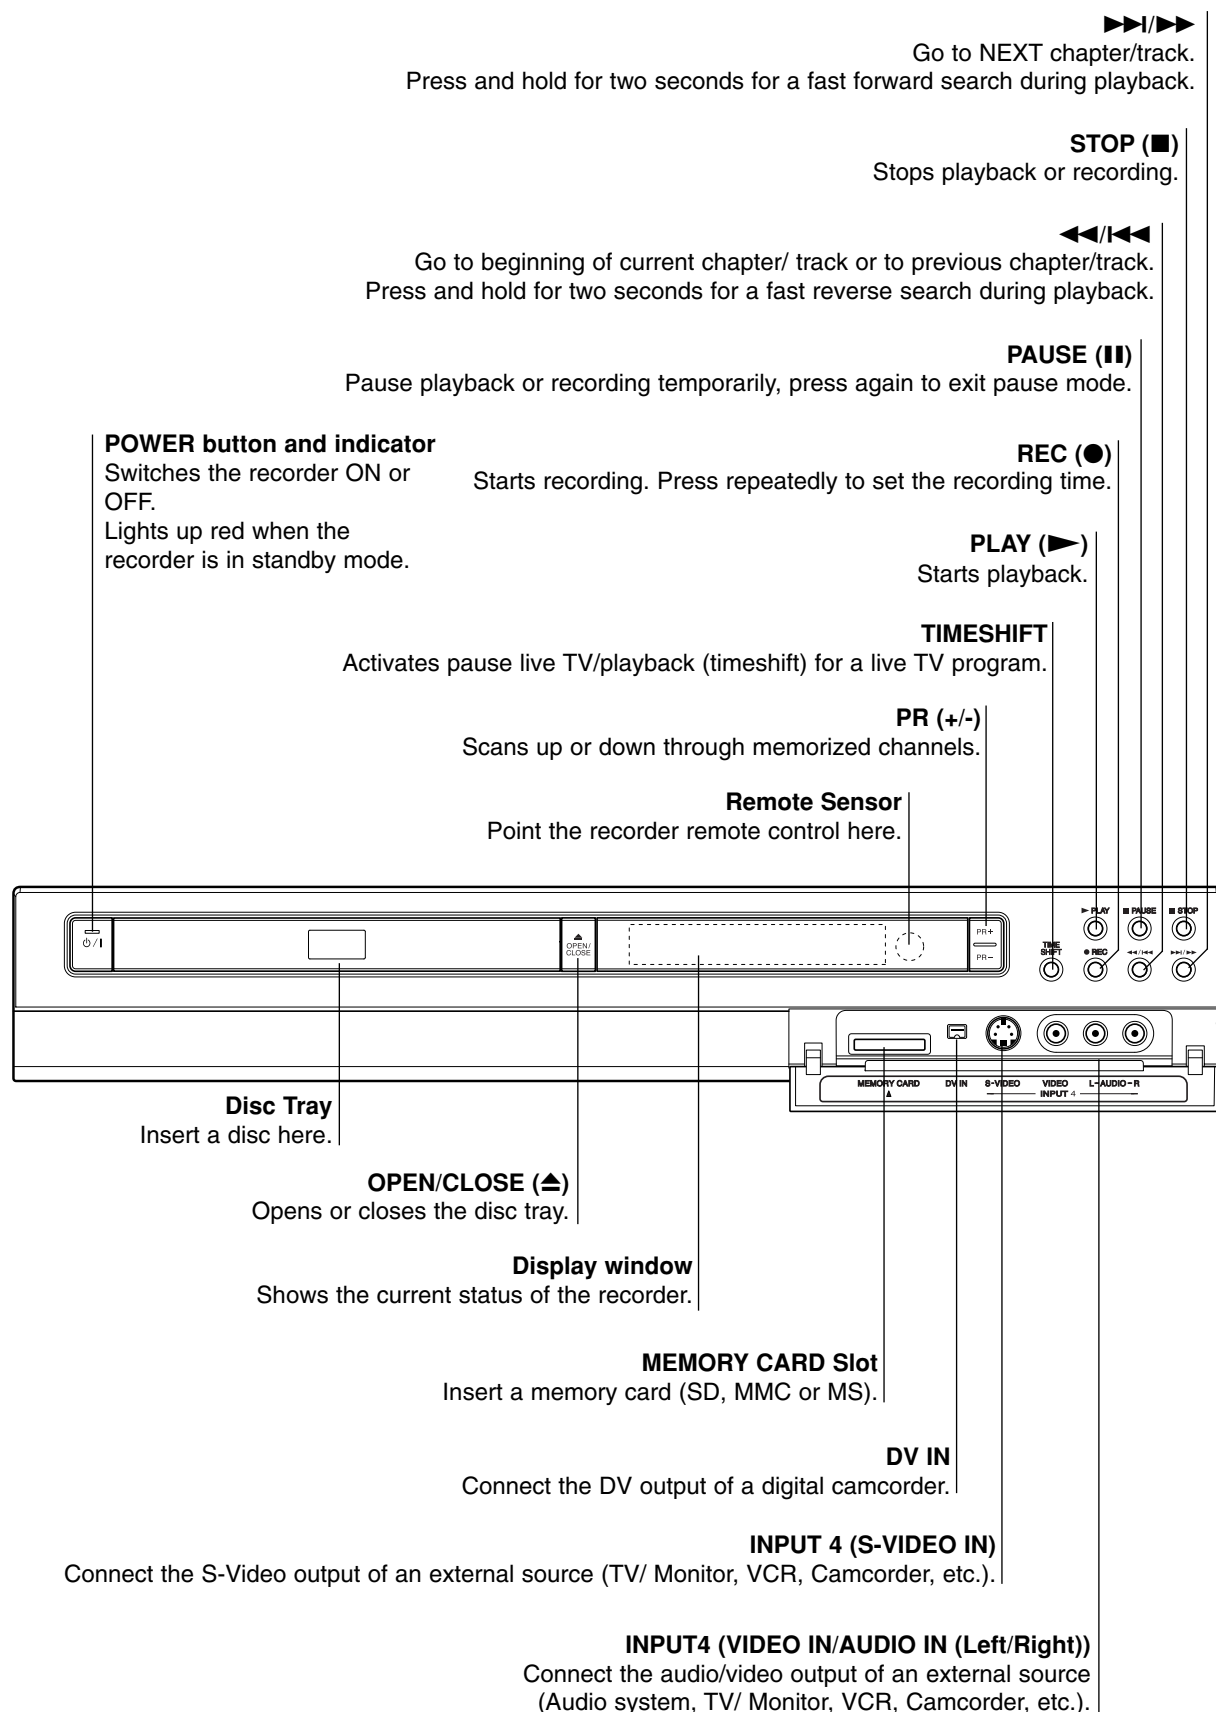 ▶▶I/▶▶
Go to NEXT chapter/track.
Press and hold for two seconds for a fast forward search during playback.
STOP (■)
Stops playback or recording.
◀◀/I◀◀
Go to beginning of current chapter/ track or to previous chapter/track.
Press and hold for two seconds for a fast reverse search during playback.
PAUSE (II)
Pause playback or recording temporarily, press again to exit pause mode.
POWER button and indicator
Switches the recorder ON or
OFF.
Lights up red when the
recorder is in standby mode.
REC (●)
Starts recording. Press repeatedly to set the recording time.
PLAY (▶)
Starts playback.
TIMESHIFT
Activates pause live TV/playback (timeshift) for a live TV program.
PR (+/-)
Scans up or down through memorized channels.
Remote Sensor
Point the recorder remote control here.
▶ PLAY
■ PAUSE
■ STOP
⏻/I
⏏
OPEN/
CLOSE
PR+
PR−
TIME
SHIFT
● REC
◀◀/I◀◀
▶▶I/▶▶
MEMORY CARD
▲
DV IN
S-VIDEO
VIDEO
L-AUDIO-R
INPUT 4
Disc Tray
Insert a disc here.
OPEN/CLOSE (⏏)
Opens or closes the disc tray.
Display window
Shows the current status of the recorder.
MEMORY CARD Slot
Insert a memory card (SD, MMC or MS).
DV IN
Connect the DV output of a digital camcorder.
INPUT 4 (S-VIDEO IN)
Connect the S-Video output of an external source (TV/ Monitor, VCR, Camcorder, etc.).
INPUT4 (VIDEO IN/AUDIO IN (Left/Right))
Connect the audio/video output of an external source
(Audio system, TV/ Monitor, VCR, Camcorder, etc.).